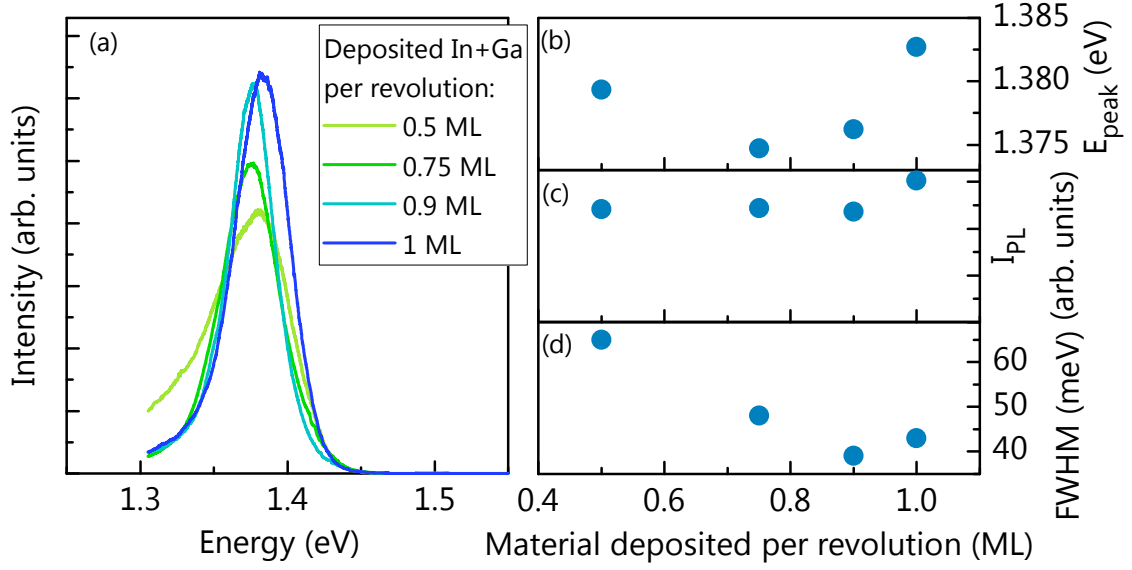 (a)
Deposited In+Ga
per revolution:
0.5 ML
0.75 ML
0.9 ML
1 ML
Intensity (arb. units)
1.3
1.4
1.5
Energy (eV)
(b)
1.385
1.380
1.375
E_peak (eV)
(c)
I_PL (arb. units)
(d)
60
50
40
FWHM (meV)
0.4
0.6
0.8
1.0
Material deposited per revolution (ML)